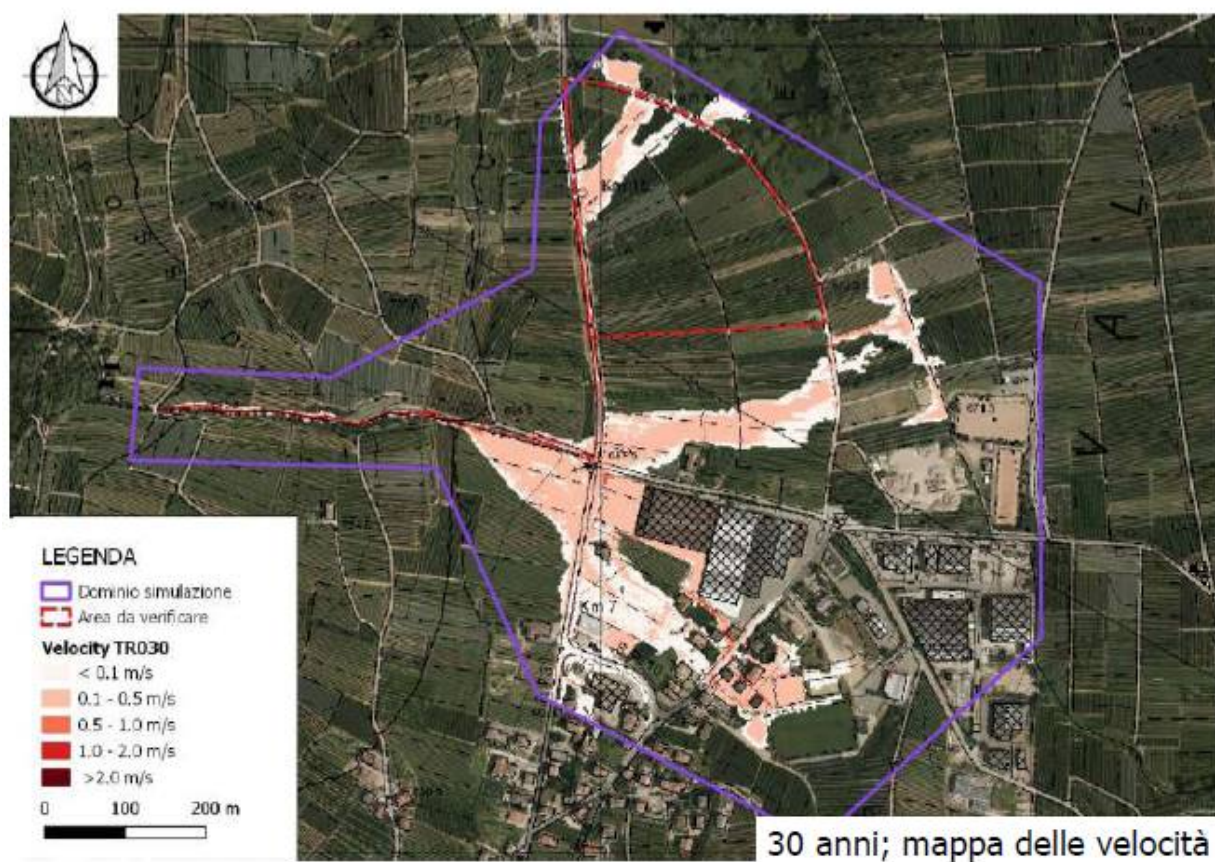 N
Km 7
LEGENDA
Dominio simulazione
Area da verificare
Velocity TR030
< 0.1 m/s
0.1 - 0.5 m/s
0.5 - 1.0 m/s
1.0 - 2.0 m/s
>2.0 m/s
0 100 200 m
30 anni; mappa delle velocità